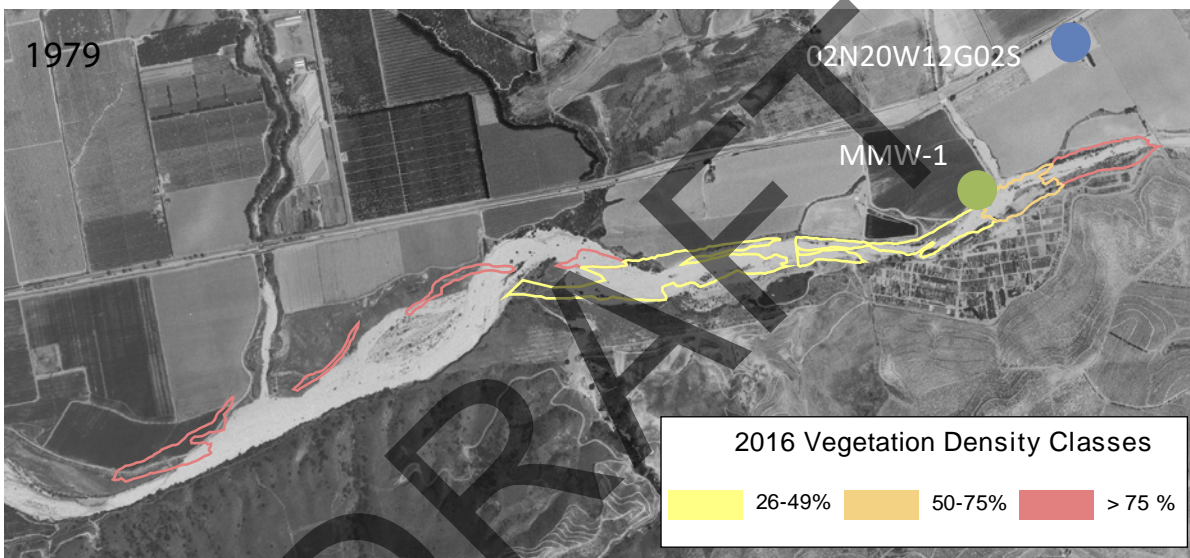 1979
02N20W12G02S
MMW-1
DRAFT
2016 Vegetation Density Classes
26-49%
50-75%
> 75 %